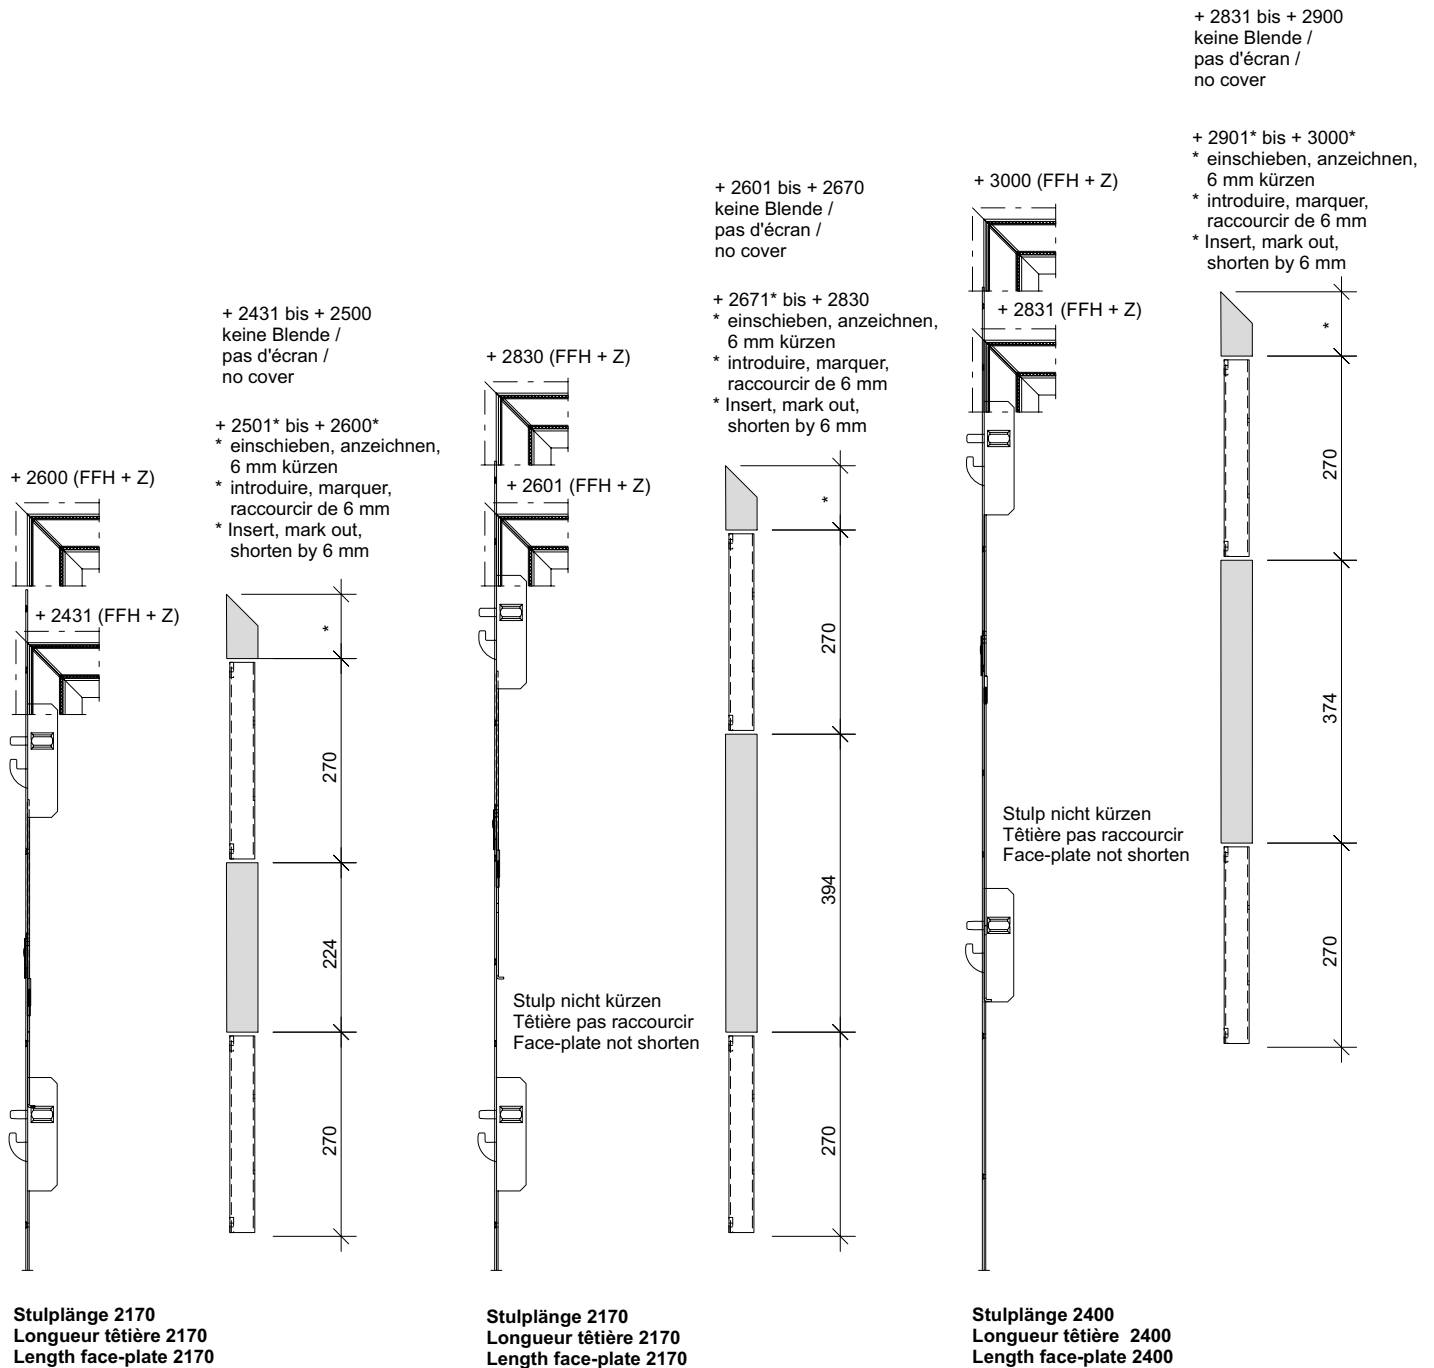 + 2831 bis + 2900
keine Blende /
pas d'écran /
no cover
+ 2901* bis + 3000*
* einschieben, anzeichnen,
6 mm kürzen
* introduire, marquer,
raccourcir de 6 mm
* Insert, mark out,
shorten by 6 mm
+ 3000 (FFH + Z)
+ 2831 (FFH + Z)
*
270
374
270
Stulp nicht kürzen
Têtière pas raccourcir
Face-plate not shorten
+ 2601 bis + 2670
keine Blende /
pas d'écran /
no cover
+ 2671* bis + 2830
* einschieben, anzeichnen,
6 mm kürzen
* introduire, marquer,
raccourcir de 6 mm
* Insert, mark out,
shorten by 6 mm
+ 2830 (FFH + Z)
+ 2601 (FFH + Z)
*
270
394
270
Stulp nicht kürzen
Têtière pas raccourcir
Face-plate not shorten
+ 2431 bis + 2500
keine Blende /
pas d'écran /
no cover
+ 2501* bis + 2600*
* einschieben, anzeichnen,
6 mm kürzen
* introduire, marquer,
raccourcir de 6 mm
* Insert, mark out,
shorten by 6 mm
+ 2600 (FFH + Z)
+ 2431 (FFH + Z)
*
270
224
270
Stulplänge 2170
Longueur têtière 2170
Length face-plate 2170
Stulplänge 2170
Longueur têtière 2170
Length face-plate 2170
Stulplänge 2400
Longueur têtière 2400
Length face-plate 2400